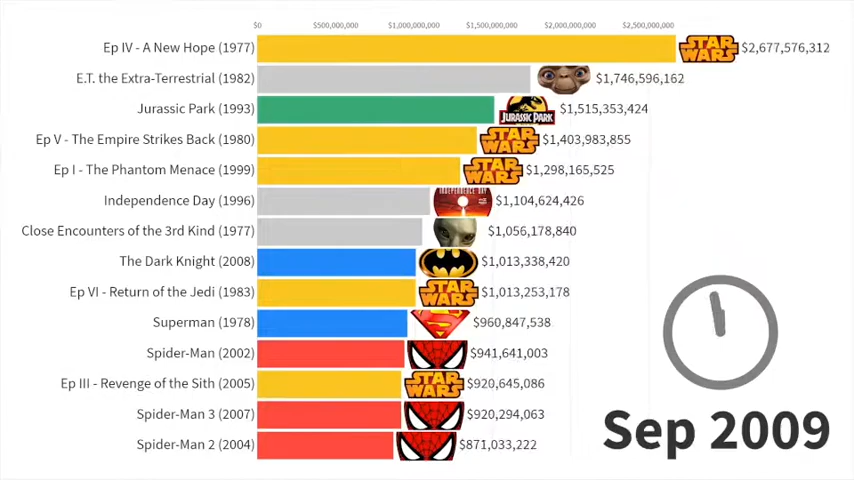 $0 $500,000,000 $1,000,000,000 $1,500,000,000 $2,000,000,000 $2,500,000,000
Ep IV - A New Hope (1977) STAR WARS $2,677,576,312
E.T. the Extra-Terrestrial (1982) $1,746,596,162
Jurassic Park (1993) JURASSIC PARK $1,515,353,424
Ep V - The Empire Strikes Back (1980) STAR WARS $1,403,983,855
Ep I - The Phantom Menace (1999) STAR WARS $1,298,165,525
Independence Day (1996) INDEPENDENCE DAY $1,104,624,426
Close Encounters of the 3rd Kind (1977) $1,056,178,840
The Dark Knight (2008) $1,013,338,420
Ep VI - Return of the Jedi (1983) STAR WARS $1,013,253,178
Superman (1978) $960,847,538
Spider-Man (2002) $941,641,003
Ep III - Revenge of the Sith (2005) STAR WARS $920,645,086
Spider-Man 3 (2007) $920,294,063
Spider-Man 2 (2004) $871,033,222
Sep 2009